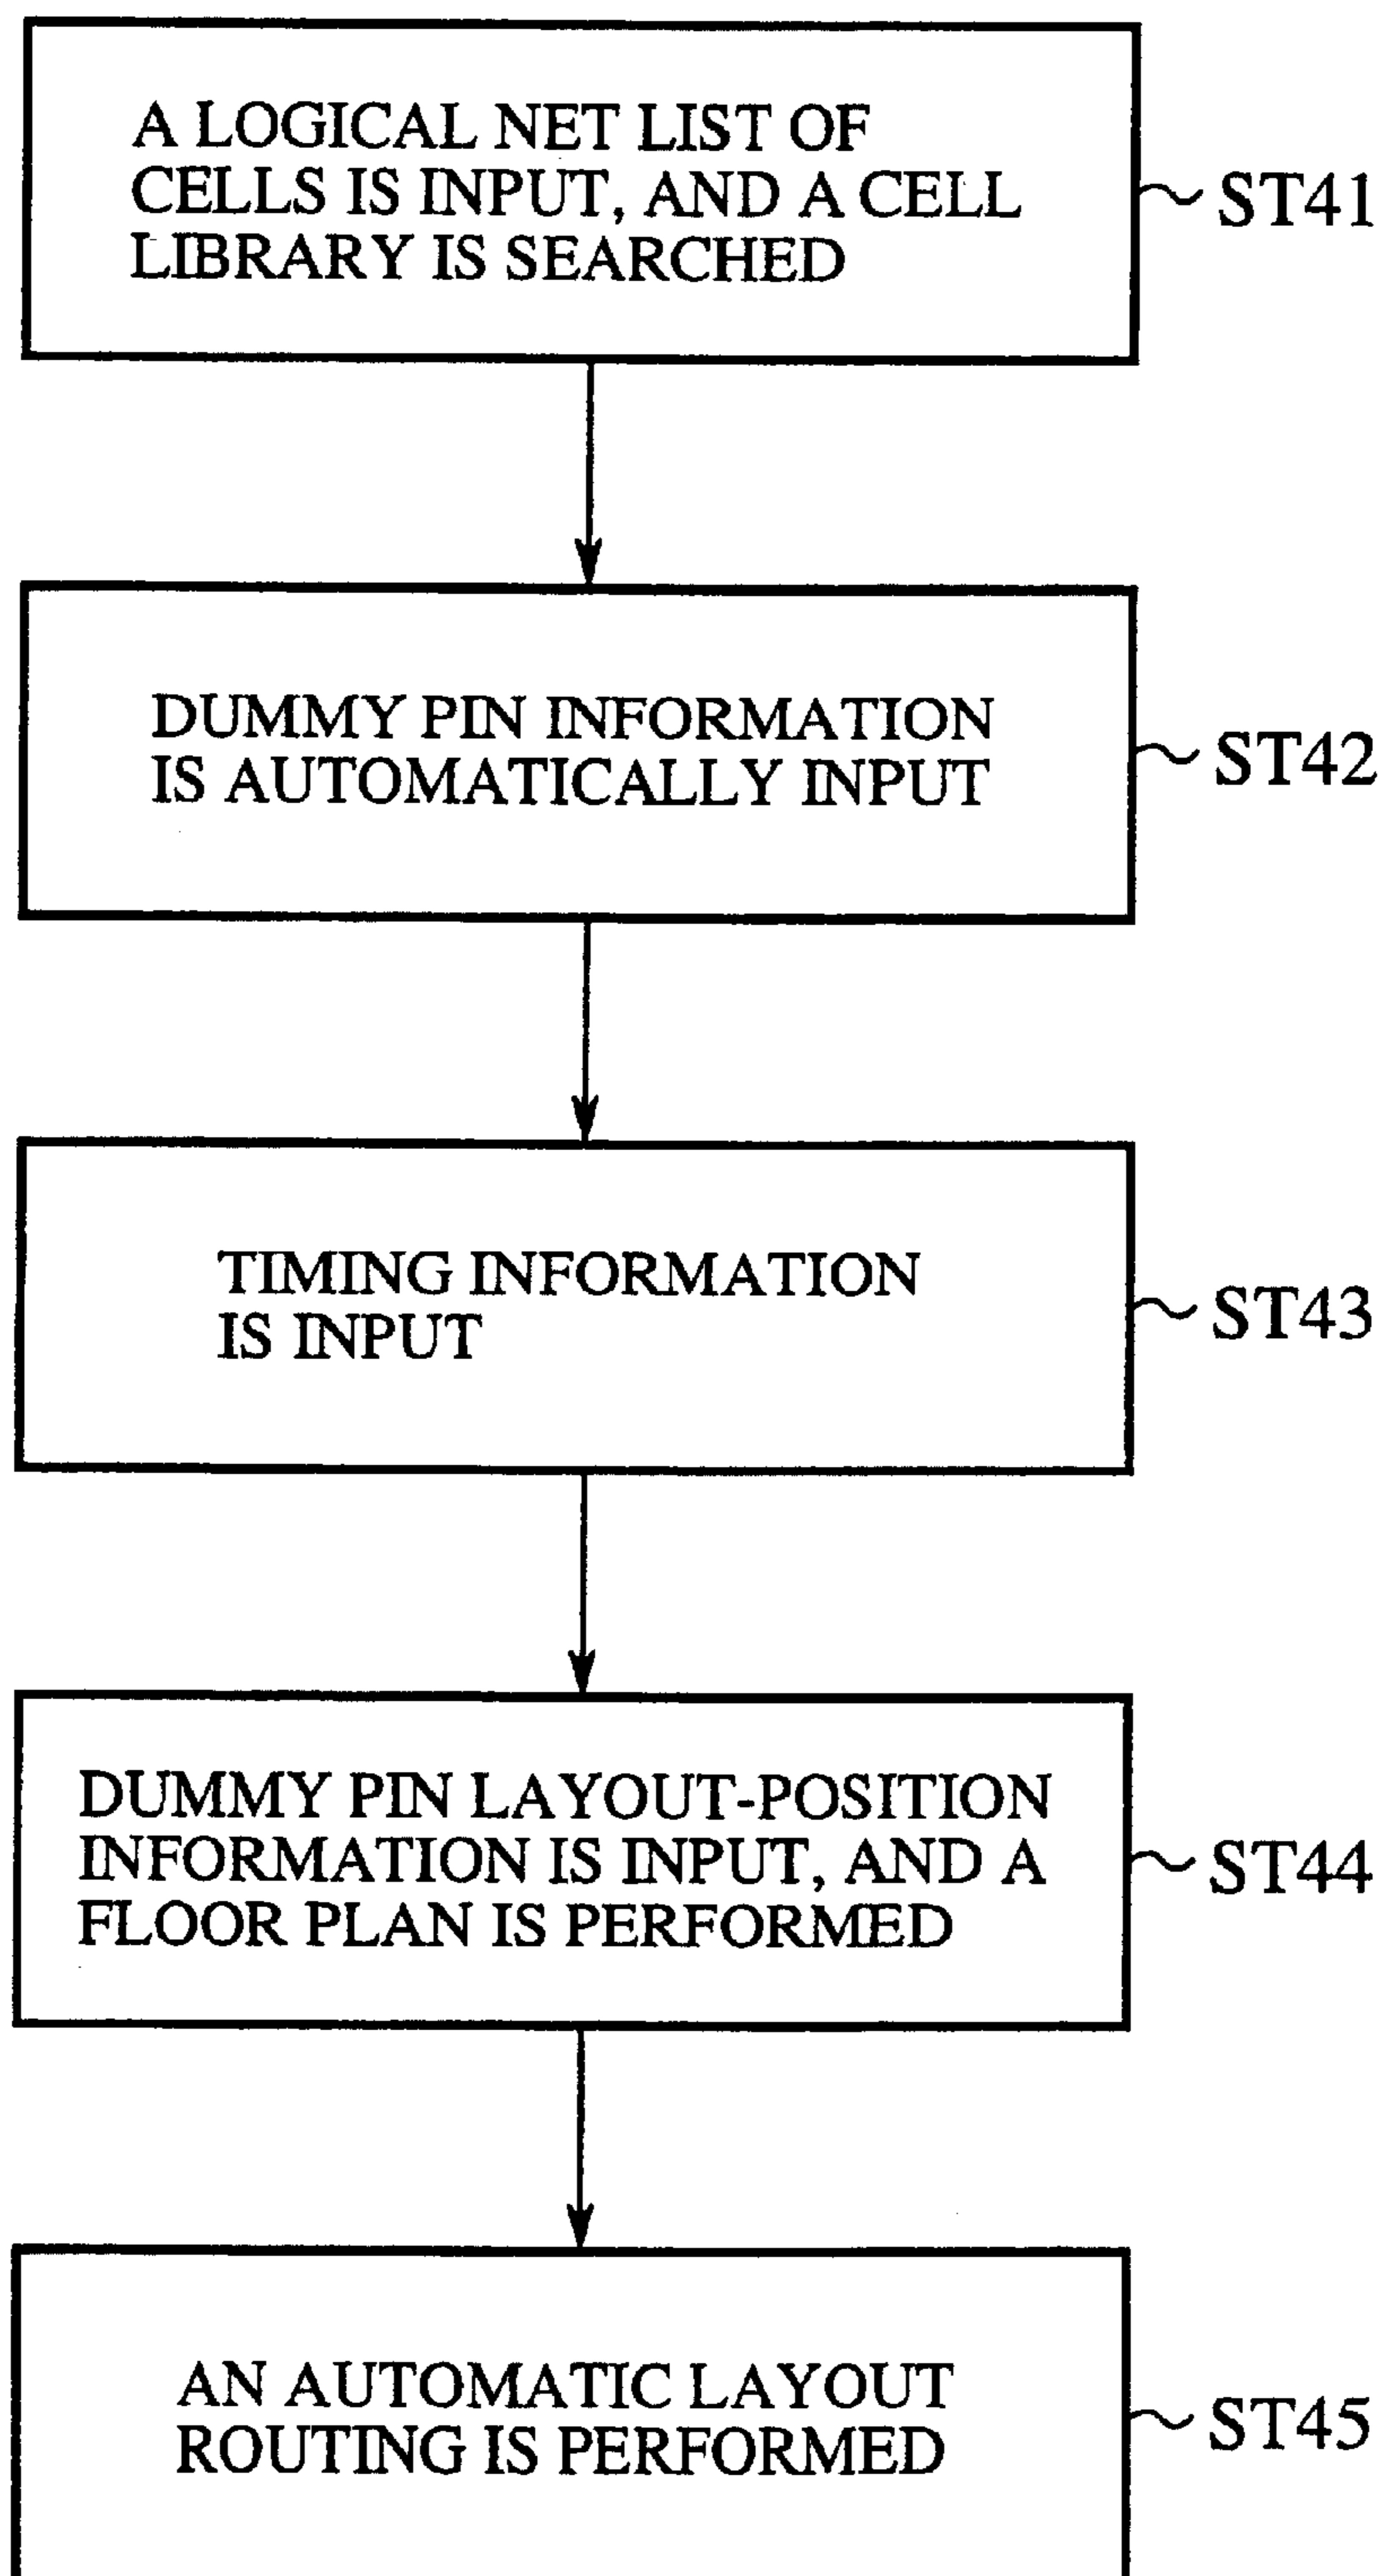 A LOGICAL NET LIST OF
CELLS IS INPUT, AND A CELL
LIBRARY IS SEARCHED
ST41
DUMMY PIN INFORMATION
IS AUTOMATICALLY INPUT
ST42
TIMING INFORMATION
IS INPUT
ST43
DUMMY PIN LAYOUT-POSITION
INFORMATION IS INPUT, AND A
FLOOR PLAN IS PERFORMED
ST44
AN AUTOMATIC LAYOUT
ROUTING IS PERFORMED
ST45